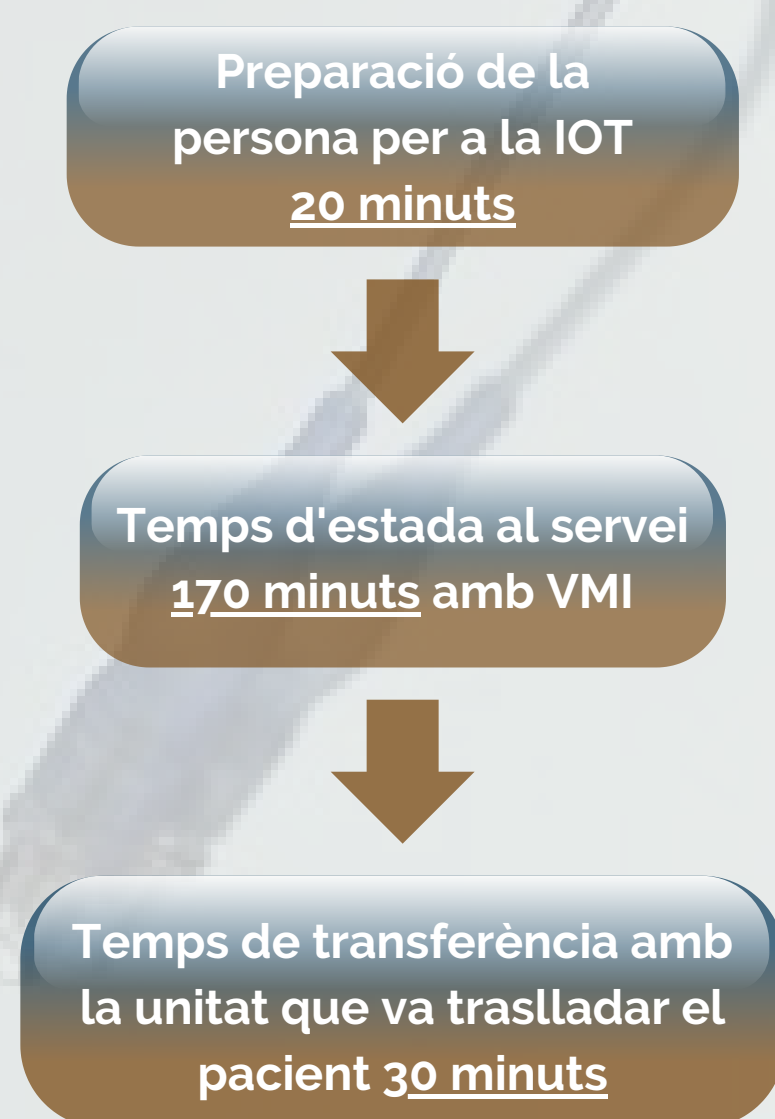 Preparació de la
persona per a la IOT
20 minuts
Temps d'estada al servei
170 minuts amb VMI
Temps de transferència amb
la unitat que va traslladar el
pacient 30 minuts